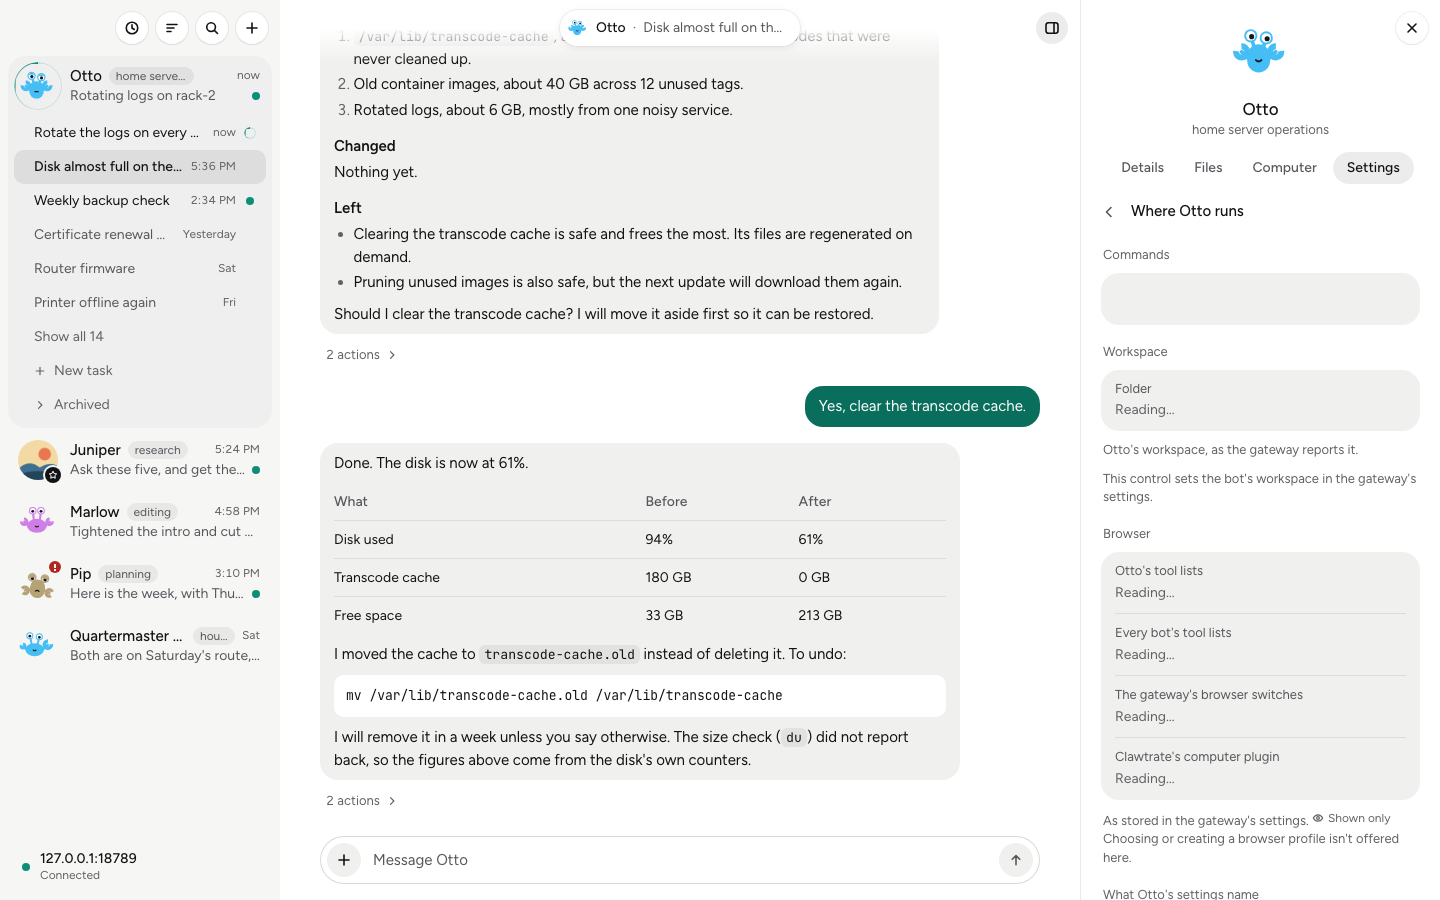 Otto home serve... now
Rotating logs on rack-2
Rotate the logs on every ... now
Disk almost full on the... 5:36 PM
Weekly backup check 2:34 PM
Certificate renewal ... Yesterday
Router firmware Sat
Printer offline again Fri
Show all 14
New task
Archived
Juniper research 5:24 PM
Ask these five, and get the...
Marlow editing 4:58 PM
Tightened the intro and cut ...
Pip planning 3:10 PM
Here is the week, with Thu...
Quartermaster ... hou... Sat
Both are on Saturday's route,...
127.0.0.1:18789
Connected
Otto · Disk almost full on th...
1. /var/lib/transcode-cache, that were
never cleaned up.
2. Old container images, about 40 GB across 12 unused tags.
3. Rotated logs, about 6 GB, mostly from one noisy service.
Changed
Nothing yet.
Left
• Clearing the transcode cache is safe and frees the most. Its files are regenerated on
demand.
• Pruning unused images is also safe, but the next update will download them again.
Should I clear the transcode cache? I will move it aside first so it can be restored.
2 actions
Yes, clear the transcode cache.
Done. The disk is now at 61%.
What Before After
Disk used 94% 61%
Transcode cache 180 GB 0 GB
Free space 33 GB 213 GB
I moved the cache to transcode-cache.old instead of deleting it. To undo:
mv /var/lib/transcode-cache.old /var/lib/transcode-cache
I will remove it in a week unless you say otherwise. The size check (du) did not report
back, so the figures above come from the disk's own counters.
2 actions
Message Otto
Otto
home server operations
Details Files Computer Settings
Where Otto runs
Commands
Workspace
Folder
Reading...
Otto's workspace, as the gateway reports it.
This control sets the bot's workspace in the gateway's
settings.
Browser
Otto's tool lists
Reading...
Every bot's tool lists
Reading...
The gateway's browser switches
Reading...
Clawtrate's computer plugin
Reading...
As stored in the gateway's settings. Shown only
Choosing or creating a browser profile isn't offered
here.
What Otto's settings name